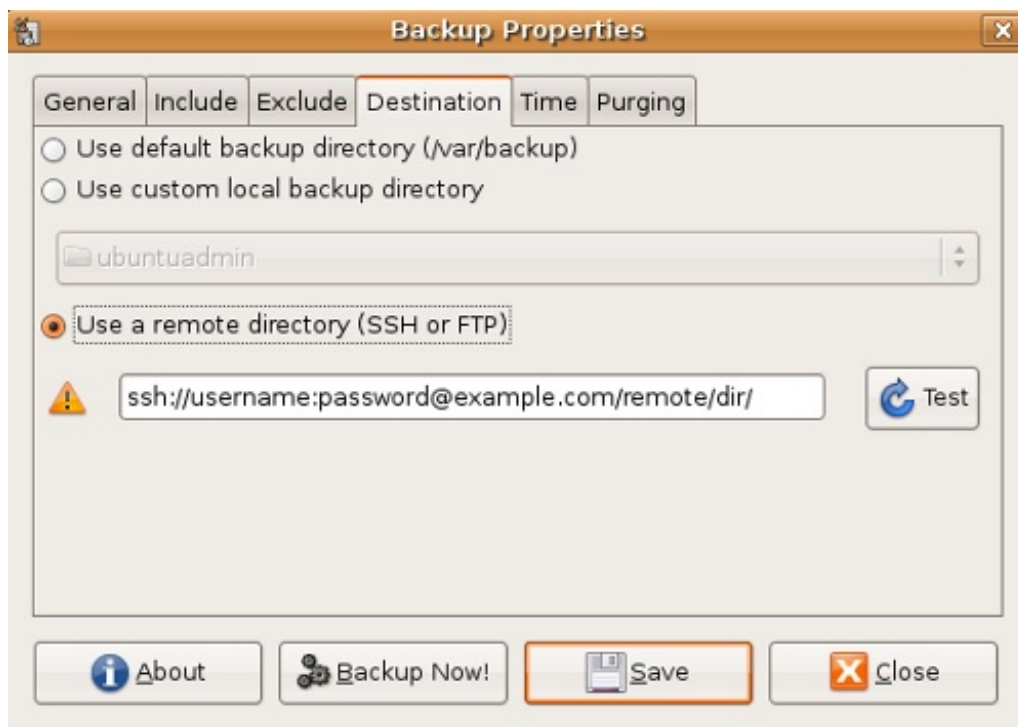 Backup Properties
General Include Exclude Destination Time Purging
Use default backup directory (/var/backup)
Use custom local backup directory
ubuntuadmin
Use a remote directory (SSH or FTP)
ssh://username:password@example.com/remote/dir/ Test
About Backup Now! Save Close